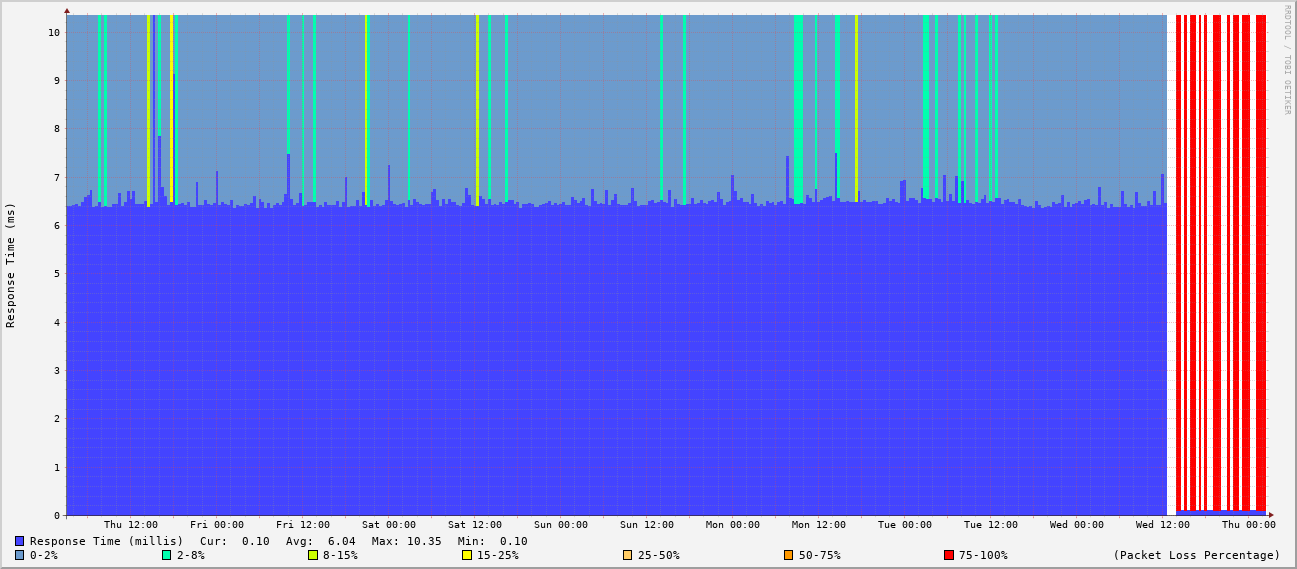 RRDTOOL / TOBI OETIKER
Response Time (ms)
10
9
8
7
6
5
4
3
2
1
0
Thu 12:00 Fri 00:00 Fri 12:00 Sat 00:00 Sat 12:00 Sun 00:00 Sun 12:00 Mon 00:00 Mon 12:00 Tue 00:00 Tue 12:00 Wed 00:00 Wed 12:00 Thu 00:00
Response Time (millis) Cur: 0.10 Avg: 6.04 Max: 10.35 Min: 0.10
0-2% 2-8% 8-15% 15-25% 25-50% 50-75% 75-100% (Packet Loss Percentage)